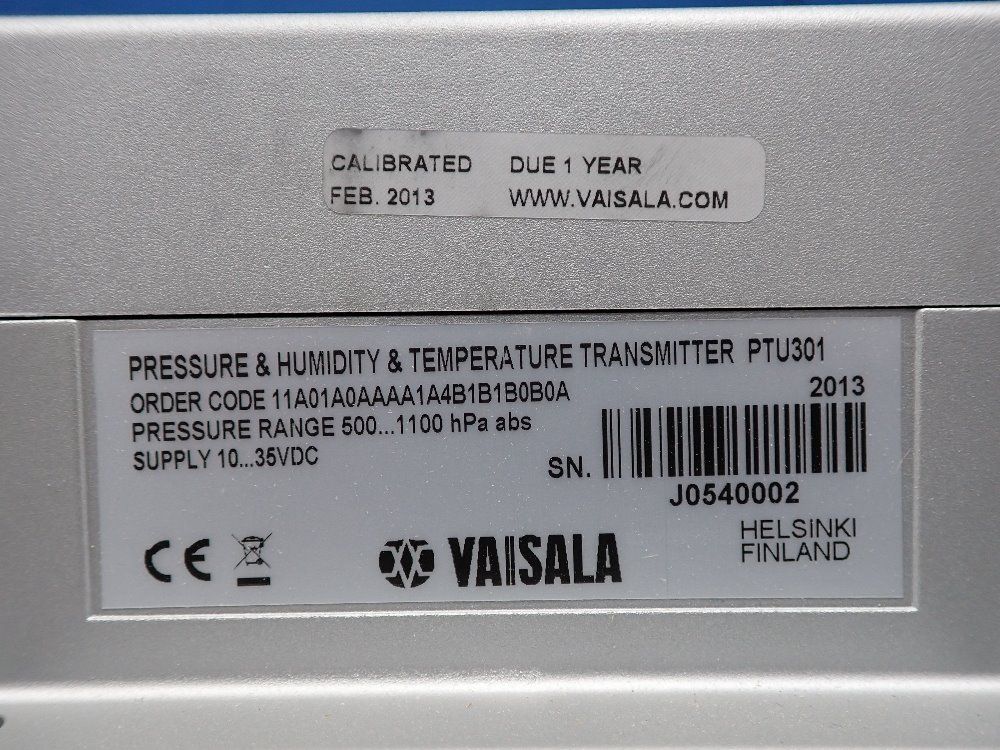 CALIBRATED DUE 1 YEAR
FEB. 2013 WWW.VAISALA.COM
PRESSURE & HUMIDITY & TEMPERATURE TRANSMITTER PTU301
ORDER CODE 11A01A0AAAA1A4B1B1B0B0A
2013
PRESSURE RANGE 500...1100 hPa abs
SUPPLY 10...35VDC
SN.
J0540002
CE
VAISALA
HELSINKI
FINLAND